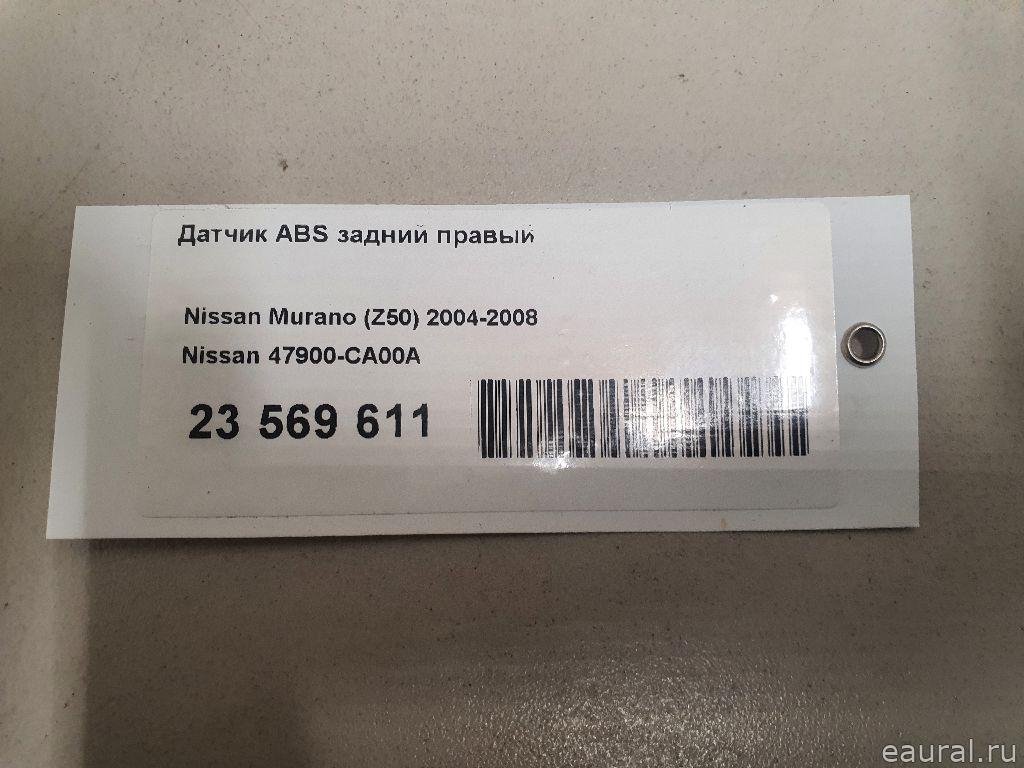 Датчик ABS задний правый
Nissan Murano (Z50) 2004-2008
Nissan 47900-CA00A
23 569 611
eaural.ru